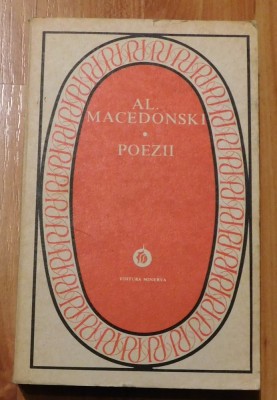 AL.
MACEDONSKI
POEZII
EDITURA MINERVA